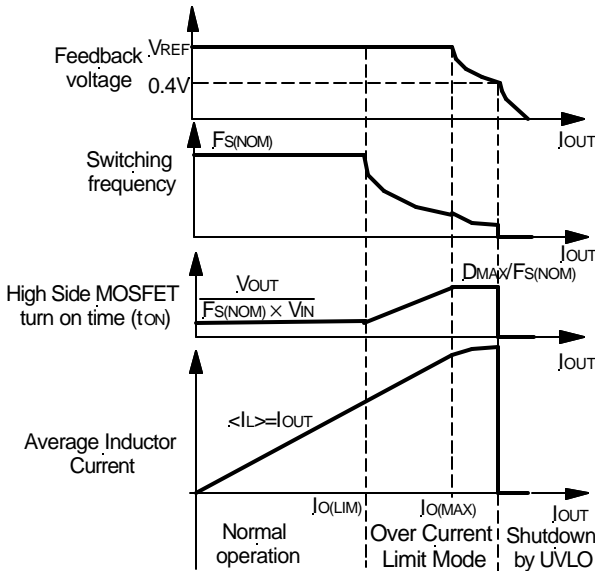 Feedback
voltage
VREF
0.4V
IOUT
Switching
frequency
FS(NOM)
IOUT
High Side MOSFET
turn on time (tON)
VOUT
FS(NOM) × VIN
DMAX/FS(NOM)
IOUT
Average Inductor
Current
<IL>=IOUT
IO(LIM)
IO(MAX)
IOUT
Normal
operation
Over Current
Limit Mode
Shutdown
by UVLO